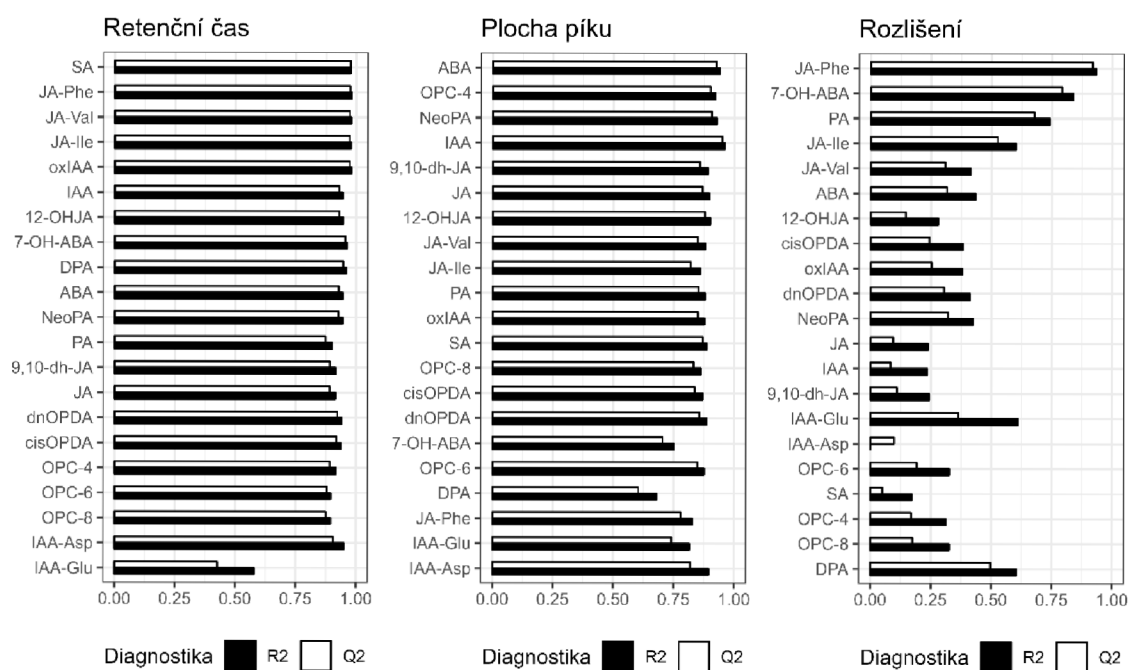 Retenční čas
SA
JA-Phe
JA-Val
JA-Ile
oxIAA
IAA
12-OHJA
7-OH-ABA
DPA
ABA
NeoPA
PA
9,10-dh-JA
JA
dnOPDA
cisOPDA
OPC-4
OPC-6
OPC-8
IAA-Asp
IAA-Glu
0.00 0.25 0.50 0.75 1.00
Diagnostika R2 Q2
Plocha píku
ABA
OPC-4
NeoPA
IAA
9,10-dh-JA
JA
12-OHJA
JA-Val
JA-Ile
PA
oxIAA
SA
OPC-8
cisOPDA
dnOPDA
7-OH-ABA
OPC-6
DPA
JA-Phe
IAA-Glu
IAA-Asp
0.00 0.25 0.50 0.75 1.00
Diagnostika R2 Q2
Rozlišení
JA-Phe
7-OH-ABA
PA
JA-Ile
JA-Val
ABA
12-OHJA
cisOPDA
oxIAA
dnOPDA
NeoPA
JA
IAA
9,10-dh-JA
IAA-Glu
IAA-Asp
OPC-6
SA
OPC-4
OPC-8
DPA
0.00 0.25 0.50 0.75 1.00
Diagnostika R2 Q2